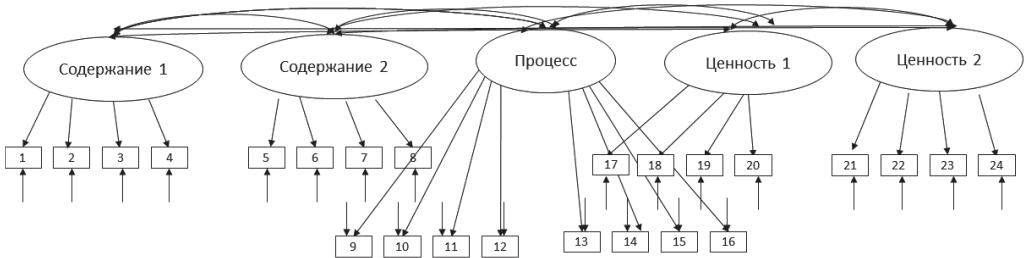 Содержание 1
Содержание 2
Процесс
Ценность 1
Ценность 2
1 2 3 4
5 6 7 8
17 18 19 20
21 22 23 24
9 10 11 12
13 14 15 16